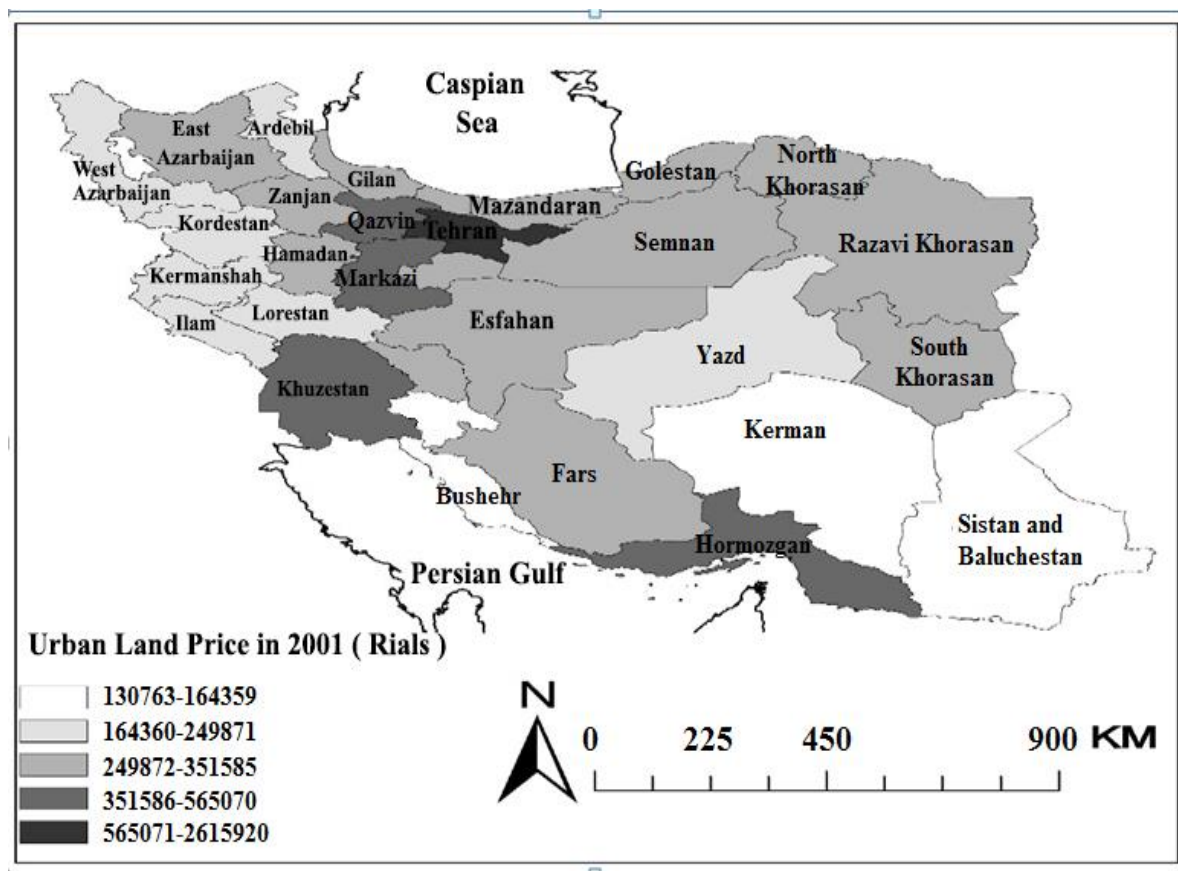 Caspian
Sea
East
Azarbaijan
Ardebil
West
Azarbaijan
Gilan
Golestan
North
Khorasan
Zanjan
Mazandaran
Qazvin
Tehran
Kordestan
Semnan
Razavi Khorasan
Hamadan
Markazi
Kermanshah
Lorestan
Ilam
Esfahan
Yazd
South
Khorasan
Khuzestan
Kerman
Fars
Bushehr
Sistan and
Baluchestan
Hormozgan
Persian Gulf
Urban Land Price in 2001 ( Rials )
130763-164359
164360-249871
249872-351585
351586-565070
565071-2615920
N
0 225 450 900 KM